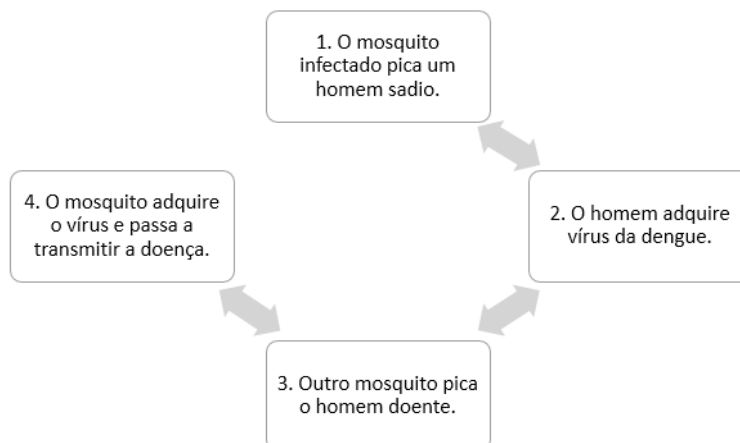 1. O mosquito
infectado pica um
homem sadio.
2. O homem adquire
vírus da dengue.
3. Outro mosquito pica
o homem doente.
4. O mosquito adquire
o vírus e passa a
transmitir a doença.